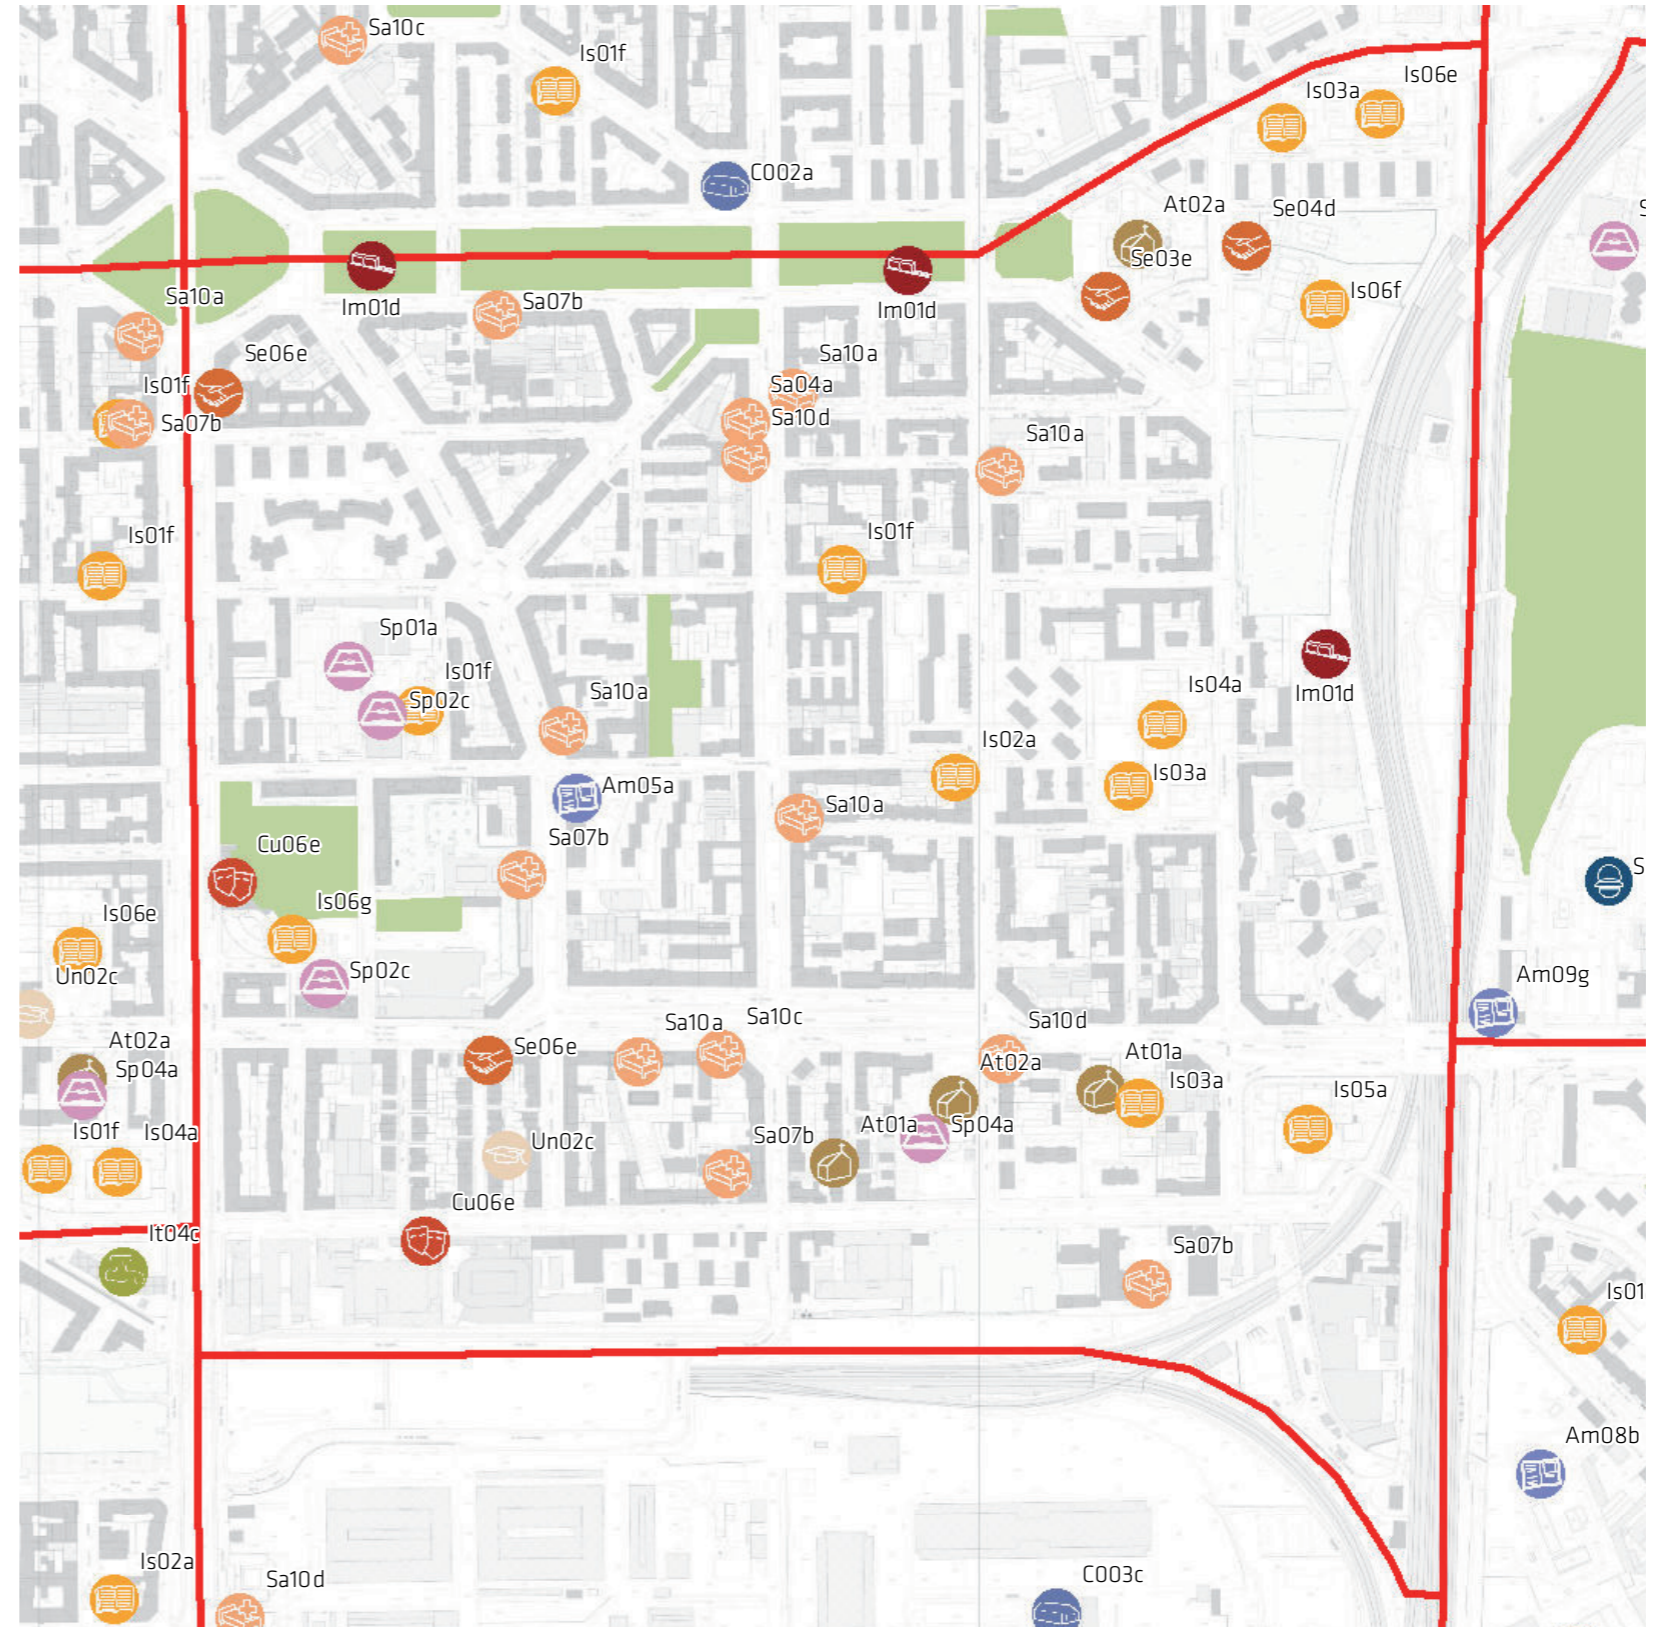 Sa10c
Is01f
Is06e
Is03a
C002a
At02a
Se04d
S
Se03e
Is06f
Sa10a
Im01d
Sa07b
Im01d
Se06e
Sa10a
Is01f
Sa04a
Sa07b
Sa10d
Sa10a
Is01f
Is01f
Sp01a
Is01f
Sp02c
Sa10a
Is04a
Im01d
Is02a
Is03a
Am05a
Sa10a
Sa07b
Cu06e
S
Is06g
Is06e
Un02c
Sp02c
Am09g
Sa10a
Sa10c
Sa10d
At02a
Se06e
At02a
At01a
Sp04a
Is03a
Is05a
Is01f
Is04a
Un02c
Sa07b
At01a
Sp04a
Cu06e
It04c
Sa07b
Is01
Am08b
Is02a
Sa10d
C003c